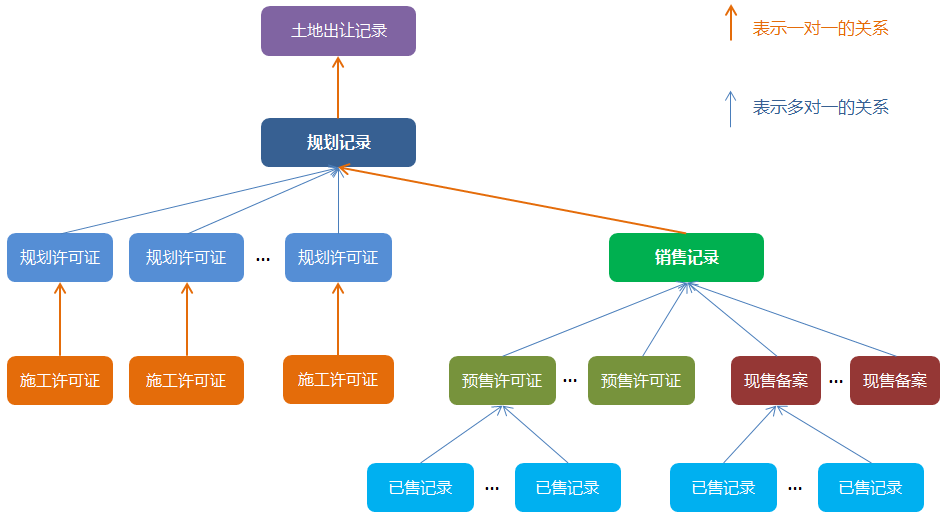 土地出让记录
表示一对一的关系
表示多对一的关系
规划记录
规划许可证 规划许可证 ... 规划许可证 销售记录
施工许可证 施工许可证 施工许可证 预售许可证 ... 预售许可证 现售备案 ... 现售备案
已售记录 ... 已售记录 已售记录 ... 已售记录